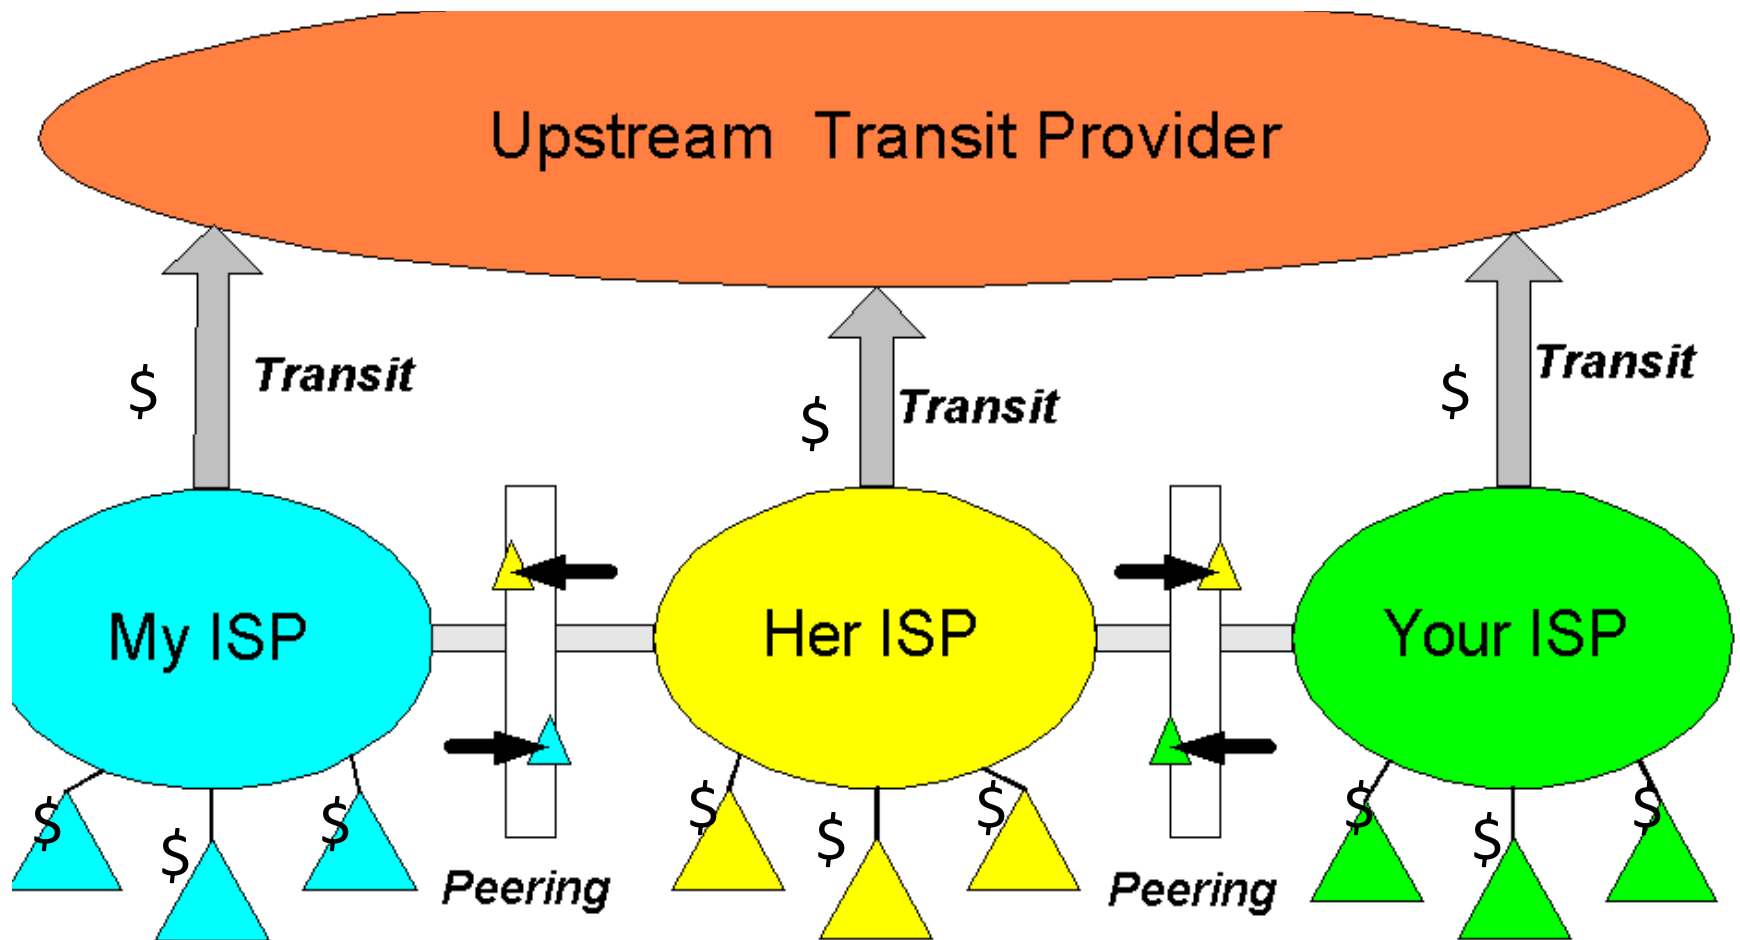 Upstream Transit Provider
$ Transit
$ Transit
$ Transit
My ISP
Her ISP
Your ISP
$ $ $
$ $ $
$ $ $
Peering
Peering